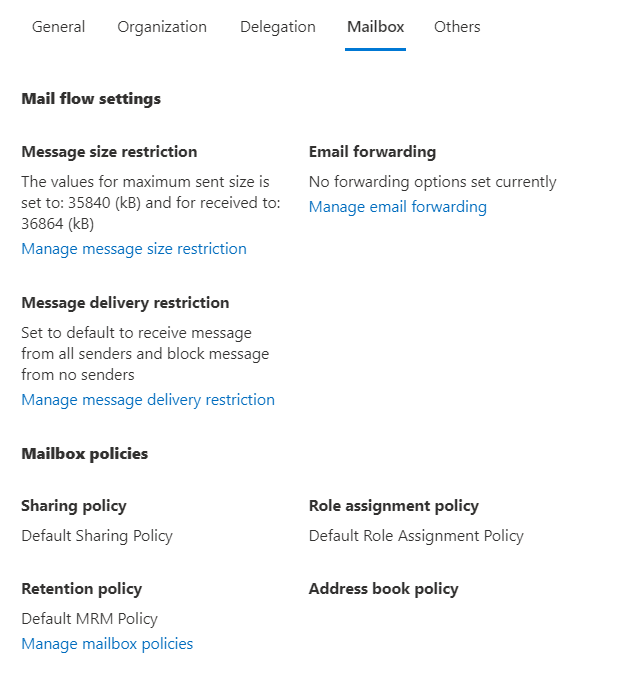 General Organization Delegation Mailbox Others
Mail flow settings
Message size restriction
The values for maximum sent size is
set to: 35840 (kB) and for received to:
36864 (kB)
Manage message size restriction
Email forwarding
No forwarding options set currently
Manage email forwarding
Message delivery restriction
Set to default to receive message
from all senders and block message
from no senders
Manage message delivery restriction
Mailbox policies
Sharing policy
Default Sharing Policy
Role assignment policy
Default Role Assignment Policy
Retention policy
Default MRM Policy
Manage mailbox policies
Address book policy